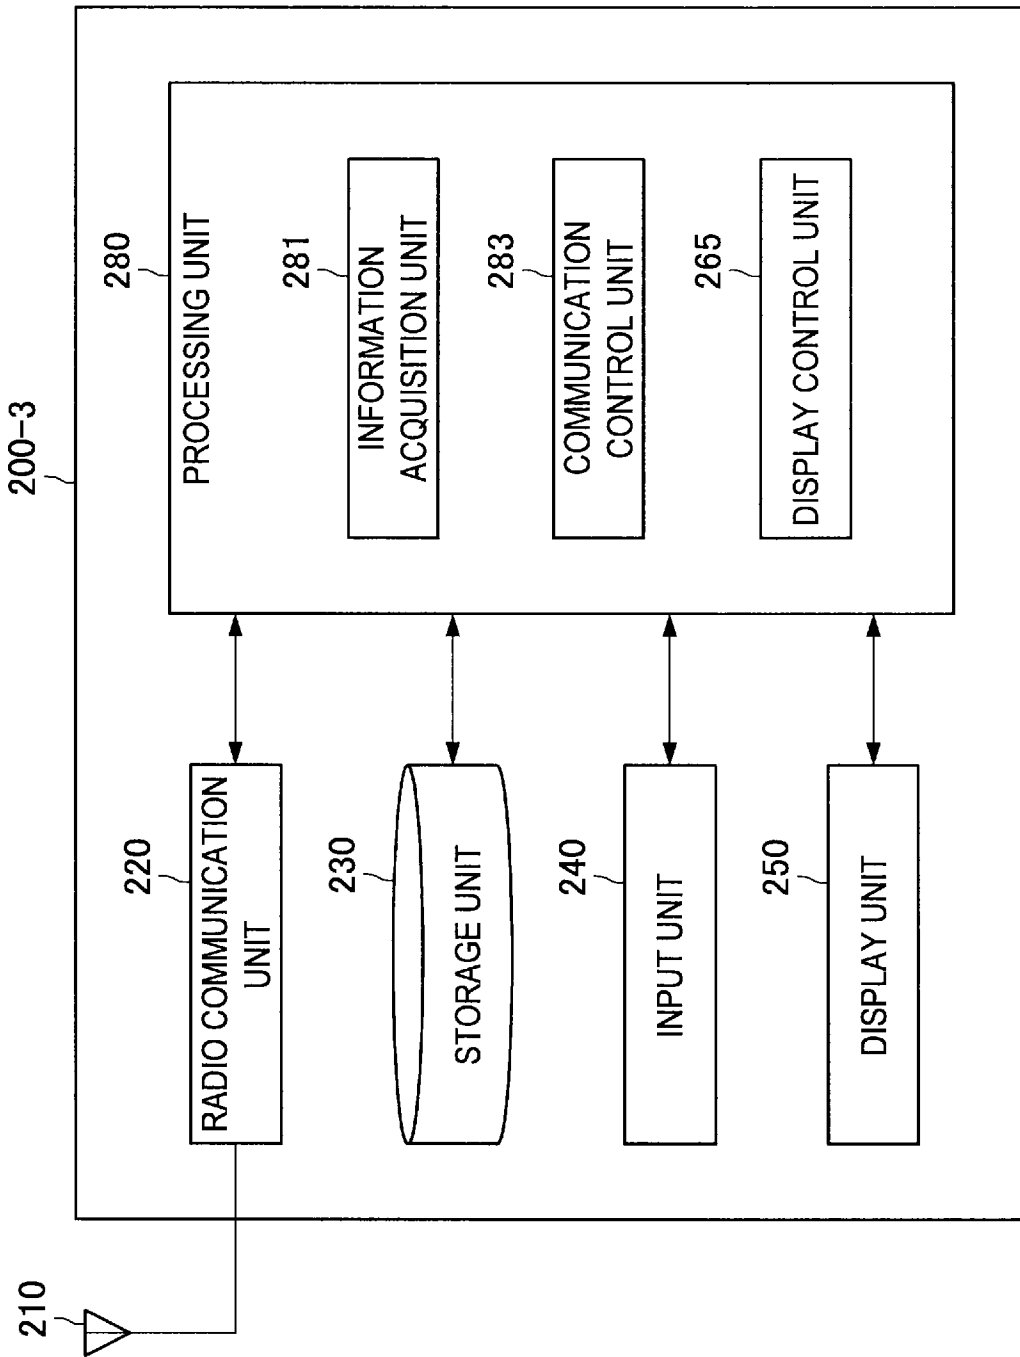 200-3
210
220
RADIO COMMUNICATION
UNIT
230
STORAGE UNIT
240
INPUT UNIT
250
DISPLAY UNIT
280
PROCESSING UNIT
281
INFORMATION
ACQUISITION UNIT
283
COMMUNICATION
CONTROL UNIT
265
DISPLAY CONTROL UNIT